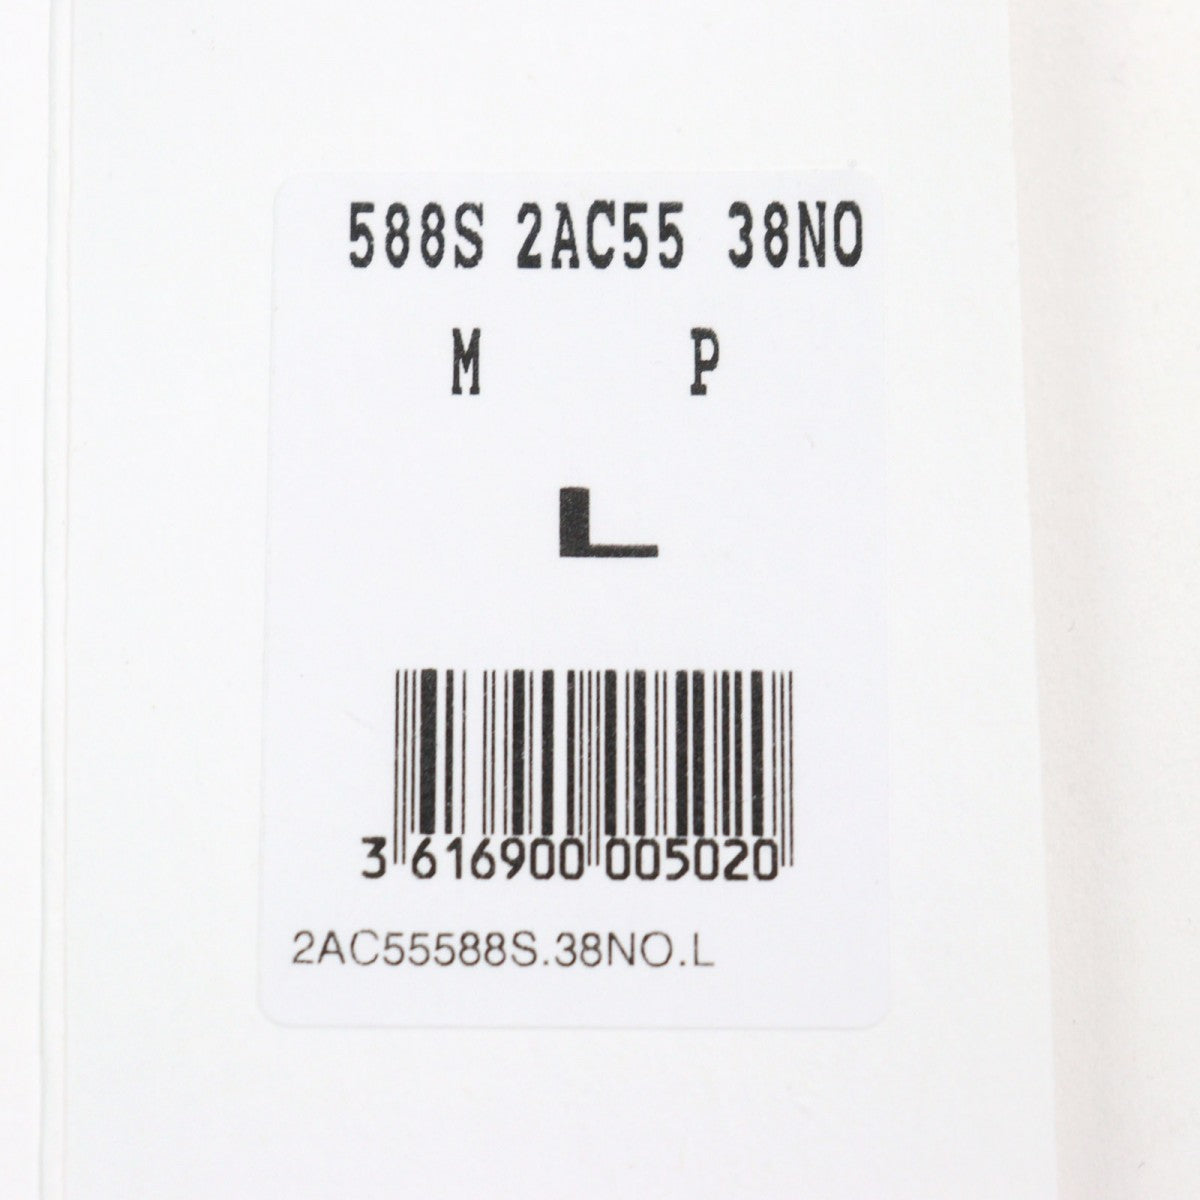 588S 2AC55 38NO
M P
L
3 616900 005020
2AC55588S.38NO.L